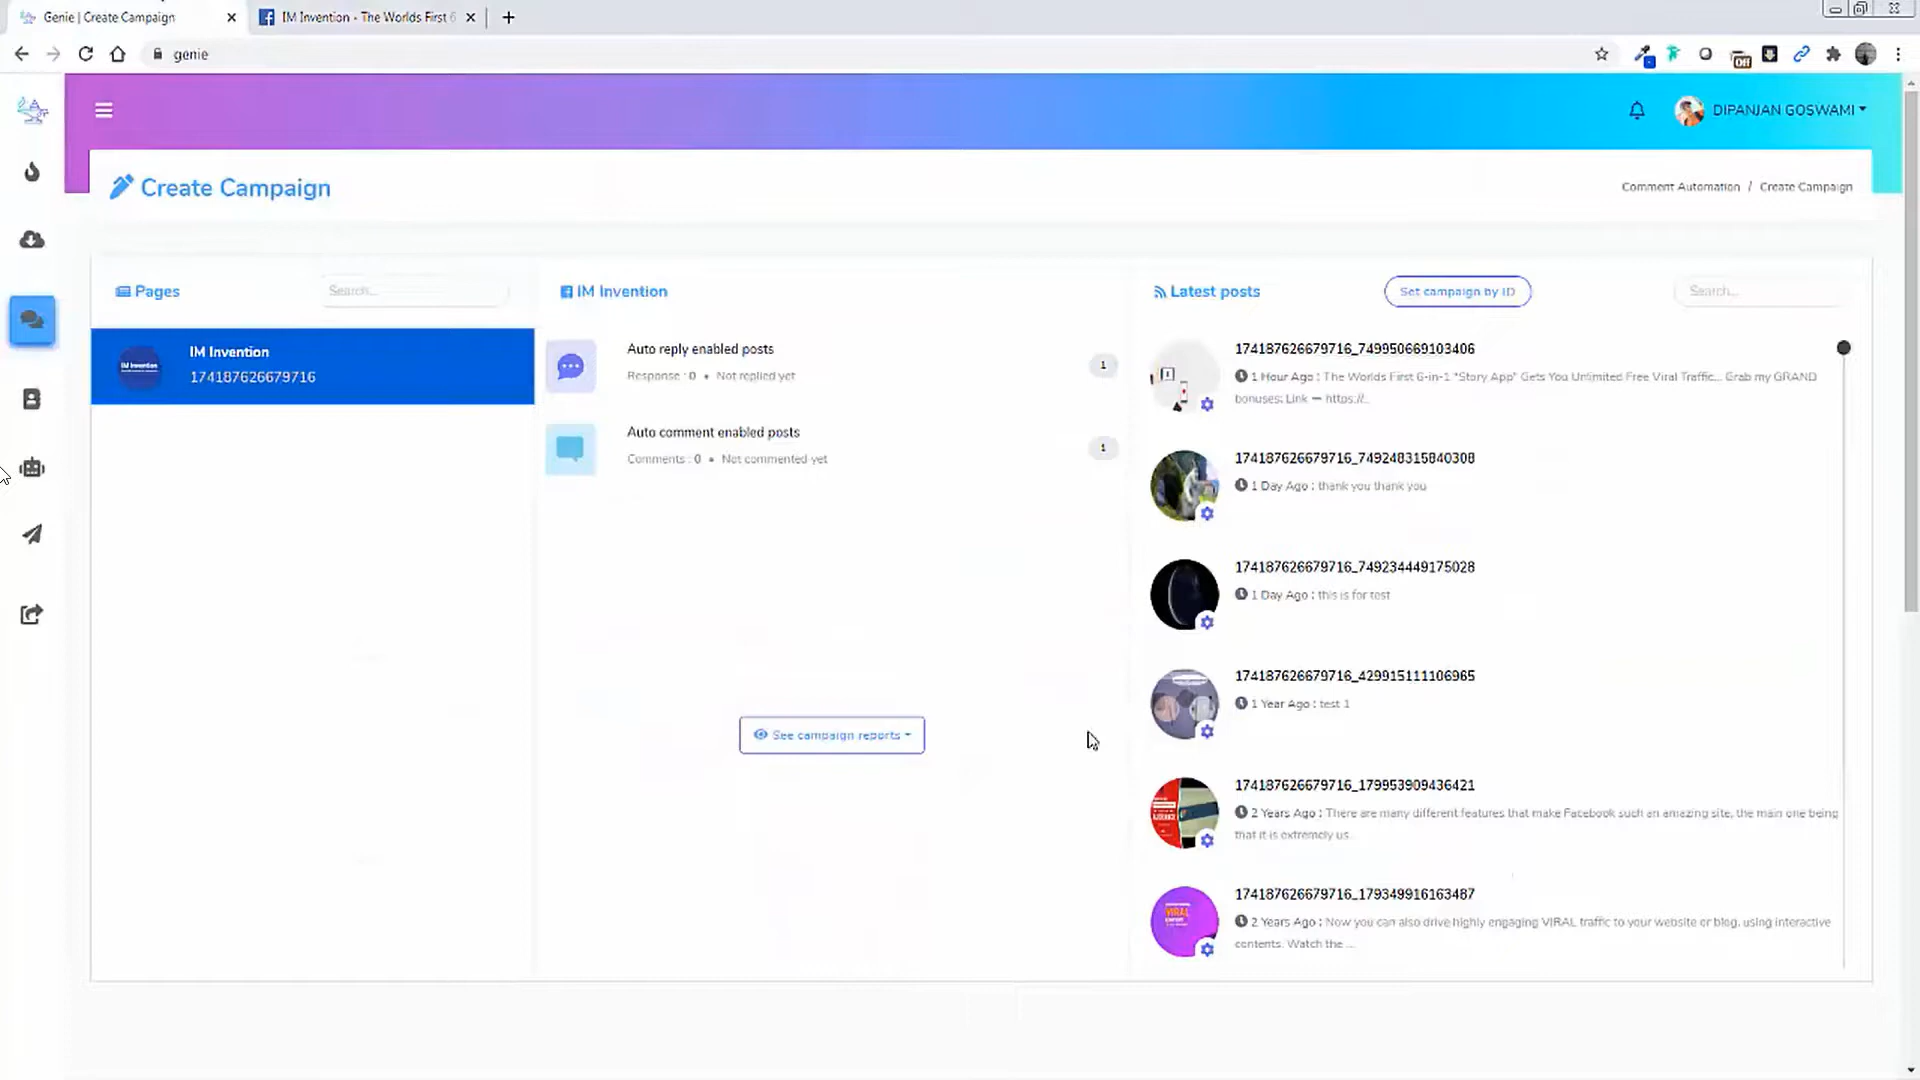 Genie | Create Campaign
IM Invention - The Worlds First 6
genie
Off
DIPANJAN GOSWAMI
Create Campaign
Comment Automation / Create Campaign
Pages
Search...
IM Invention
Latest posts
Set campaign by ID
Search...
IM Invention
IM Invention
174187626679716
Auto reply enabled posts
Response : 0 • Not replied yet
1
Auto comment enabled posts
Comments : 0 • Not commented yet
1
See campaign reports
174187626679716_749950669103406
1 Hour Ago : The Worlds First 6-in-1 "Story App" Gets You Unlimited Free Viral Traffic... Grab my GRAND
bonuses: Link – https://..
174187626679716_749248315840308
1 Day Ago : thank you thank you
174187626679716_749234449175028
1 Day Ago : this is for test
174187626679716_429915111106965
1 Year Ago : test 1
174187626679716_179953909436421
2 Years Ago : There are many different features that make Facebook such an amazing site, the main one being
that it is extremely us..
174187626679716_179349916163487
2 Years Ago : Now you can also drive highly engaging VIRAL traffic to your website or blog, using interactive
contents. Watch the ...
VIRAL